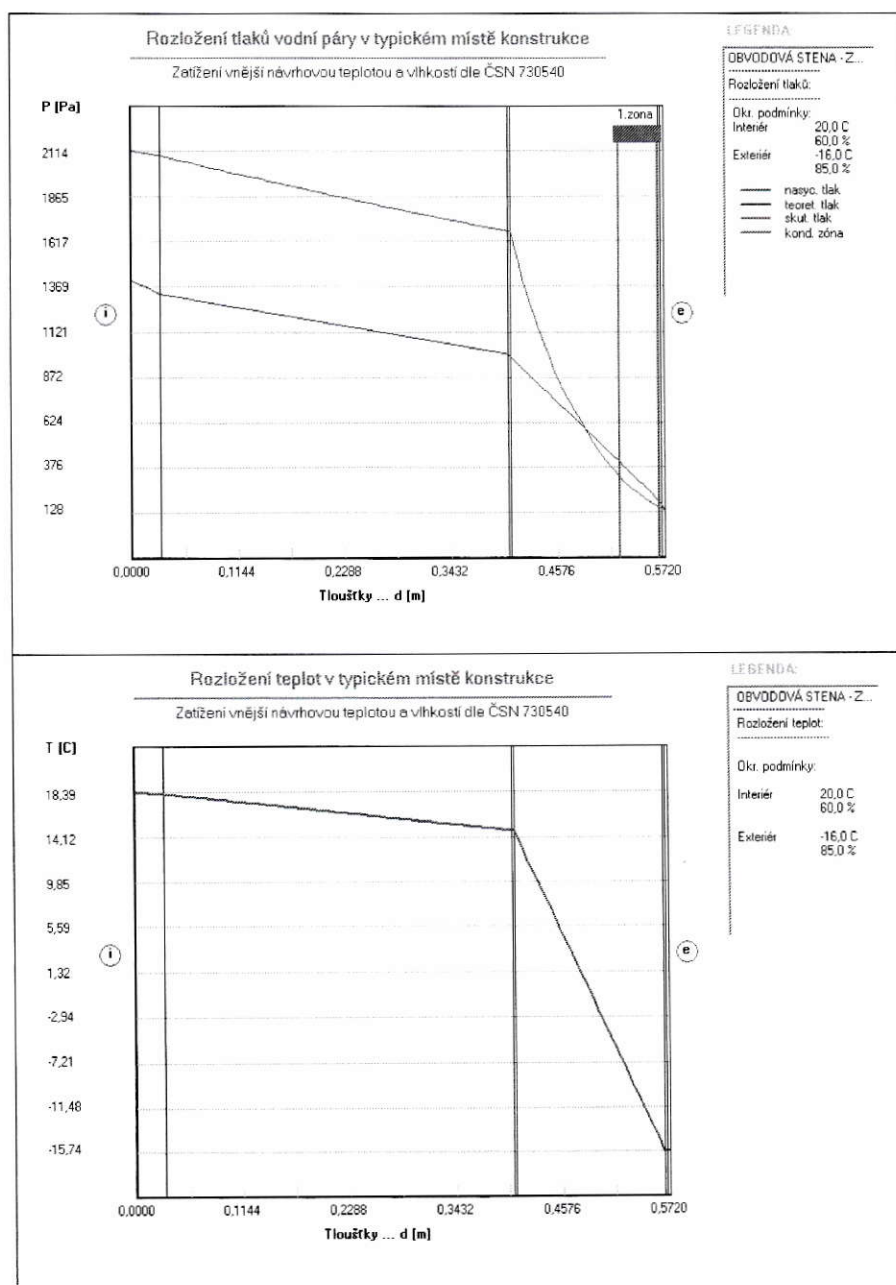 Rozložení tlaků vodní páry v typickém místě konstrukce
Zatížení vnější návrhovou teplotou a vlhkostí dle ČSN 730540
P [Pa]
2114
1865
1617
1369
1121
872
624
376
128
i
e
1.zona
0,0000 0,1144 0,2288 0,3432 0,4576 0,5720
Tloušťky ... d [m]
LEGENDA:
OBVODOVÁ STENA - Z...
Rozložení tlaků:
Okr. podmínky:
Interiér 20,0 C
60,0 %
Exteriér -16,0 C
85,0 %
nasyc. tlak
teoret. tlak
skut. tlak
kond. zóna
Rozložení teplot v typickém místě konstrukce
Zatížení vnější návrhovou teplotou a vlhkostí dle ČSN 730540
T [C]
18,39
14,12
9,85
5,59
1,32
-2,94
-7,21
-11,48
-15,74
i
e
0,0000 0,1144 0,2288 0,3432 0,4576 0,5720
Tloušťky ... d [m]
LEGENDA:
OBVODOVÁ STENA - Z...
Rozložení teplot:
Okr. podmínky:
Interiér 20,0 C
60,0 %
Exteriér -16,0 C
85,0 %